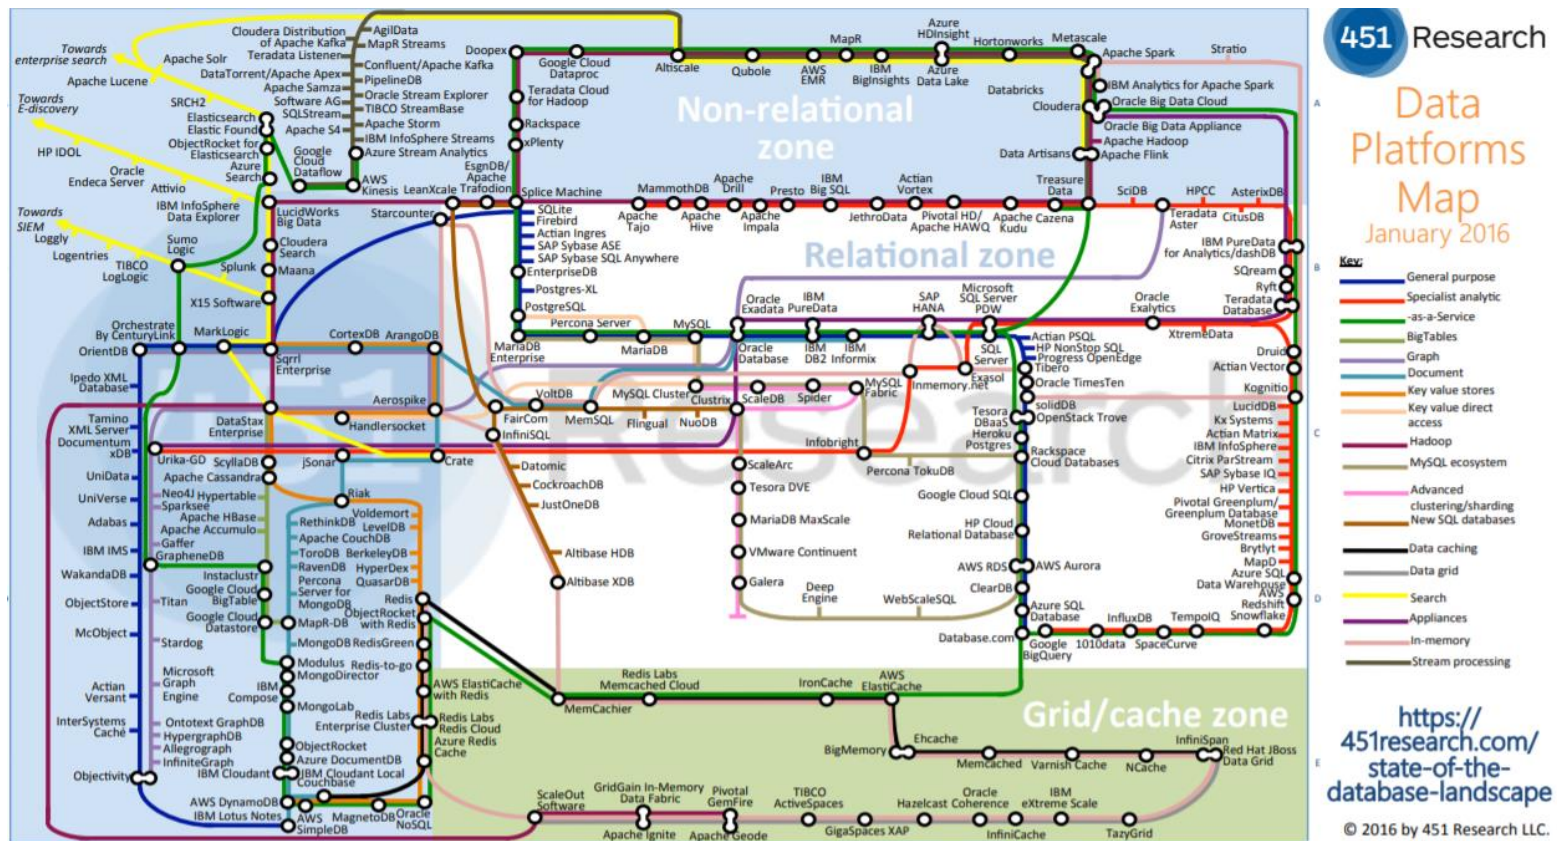 Towards
enterprise search
Apache Solr
Apache Lucene
Towards
E-discovery
SRCH2
Elasticsearch
Elastic Found
ObjectRocket for
Elasticsearch
Azure
Search
HP IDOL
Oracle
Endeca Server
Attivio
IBM InfoSphere
Data Explorer
Towards
SIEM
Loggly
Logentries
TIBCO
LogLogic
Sumo
Logic
Splunk
X15 Software
LucidWorks
Big Data
Cloudera
Search
Maana
Cloudera Distribution
of Apache Kafka
Teradata Listener
DataTorrent/Apache Apex
Apache Samza
Software AG
SQLStream
Apache S4
Google
Cloud
Dataflow
AWS
Kinesis
AgilData
MapR Streams
Confluent/Apache Kafka
PipelineDB
Oracle Stream Explorer
TIBCO StreamBase
Apache Storm
IBM InfoSphere Streams
Azure Stream Analytics
Doopex
Google Cloud
Dataproc
Teradata Cloud
for Hadoop
Rackspace
xPlenty
Altiscale
Qubole
AWS
EMR
MapR
IBM
BigInsights
Azure
HDInsight
Azure
Data Lake
Hortonworks
Metascale
Apache Spark
Stratio
IBM Analytics for Apache Spark
Databricks
Cloudera
Oracle Big Data Cloud
Oracle Big Data Appliance
Apache Hadoop
Data Artisans
Apache Flink
Non-relational
zone
LeanXcale
EsgnDB/
Apache
Trafodion
Splice Machine
Starcounter
MammothDB
Apache
Tajo
Apache
Hive
Apache
Drill
Apache
Impala
Presto
IBM
Big SQL
JethroData
Actian
Vortex
Pivotal HD/
Apache HAWQ
Apache
Kudu
Cazena
Treasure
Data
SciDB
HPCC
AsterixDB
Teradata
Aster
CitusDB
SQLite
Firebird
Actian Ingres
SAP Sybase ASE
SAP Sybase SQL Anywhere
EnterpriseDB
Postgres-XL
PostgreSQL
Relational zone
IBM PureData
for Analytics/dashDB
SQream
Ryft
Teradata
Database
Orchestrate
By CenturyLink
MarkLogic
OrientDB
Sqrrl
Enterprise
CortexDB
ArangoDB
MariaDB
Enterprise
Percona Server
MariaDB
MySQL
Oracle
Exadata
Oracle
Database
IBM
PureData
IBM
DB2
IBM
Informix
SAP
HANA
Microsoft
SQL Server
PDW
SQL
Server
Oracle
Exalytics
XtremeData
Actian PSQL
HP NonStop SQL
Progress OpenEdge
Tibero
Oracle TimesTen
solidDB
Druid
Actian Vector
Kognitio
Ipedo XML
Database
Tamino
XML Server
Documentum
xDB
UniData
UniVerse
Adabas
IBM IMS
WakandaDB
ObjectStore
McObject
Actian
Versant
InterSystems
Caché
Objectivity
Aerospike
DataStax
Enterprise
Handlersocket
Urika-GD
ScyllaDB
Apache Cassandra
jSonar
Crate
Riak
FairCom
InfiniSQL
VoltDB
MemSQL
MySQL Cluster
Clustrix
Flingual
NuoDB
ScaleDB
Spider
MySQL
Fabric
Inmemory.net
Exasol
Infobright
Percona TokuDB
Tesora
DBaaS
OpenStack Trove
Heroku
Postgres
Rackspace
Cloud Databases
Google Cloud SQL
HP Cloud
Relational Database
AWS RDS
AWS Aurora
ClearDB
Azure SQL
Database
Database.com
LucidDB
Kx Systems
Actian Matrix
IBM InfoSphere
Citrix ParStream
SAP Sybase IQ
HP Vertica
Pivotal Greenplum/
Greenplum Database
MonetDB
GroveStreams
Brytlyt
MapD
Azure SQL
Data Warehouse
AWS
Redshift
Snowflake
Neo4J
Sparksee
Hypertable
Apache HBase
Apache Accumulo
Gaffer
GrapheneDB
Instaclustr
Google Cloud
BigTable
Google Cloud
Datastore
MapR-DB
Titan
Stardog
Microsoft
Graph
Engine
Ontotext GraphDB
HypergraphDB
Allegrograph
InfiniteGraph
Voldemort
LevelDB
RethinkDB
Apache CouchDB
ToroDB
BerkeleyDB
RavenDB
HyperDex
Percona
Server for
MongoDB
QuasarDB
Redis
ObjectRocket
with Redis
MongoDB
RedisGreen
Modulus
MongoDirector
Redis-to-go
IBM
Compose
AWS ElastiCache
with Redis
MongoLab
Redis Labs
Enterprise Cluster
Redis Labs
Redis Cloud
Azure Redis
Cache
ObjectRocket
Azure DocumentDB
IBM Cloudant
IBM Cloudant Local
Couchbase
AWS DynamoDB
IBM Lotus Notes
AWS
SimpleDB
MagnetoDB
Oracle
NoSQL
Datomic
CockroachDB
JustOneDB
Altibase HDB
Altibase XDB
ScaleArc
Tesora DVE
MariaDB MaxScale
VMware Continuent
Galera
Deep
Engine
WebScaleSQL
Google
BigQuery
1010data
InfluxDB
SpaceCurve
TempoIQ
MemCachier
Redis Labs
Memcached Cloud
IronCache
AWS
ElastiCache
Grid/cache zone
BigMemory
Ehcache
Memcached
Varnish Cache
NCache
InfiniSpan
Red Hat JBoss
Data Grid
ScaleOut
Software
GridGain In-Memory
Data Fabric
Apache Ignite
Pivotal
GemFire
Apache Geode
TIBCO
ActiveSpaces
GigaSpaces XAP
Hazelcast
Oracle
Coherence
InfiniCache
IBM
eXtreme Scale
TazyGrid
451 Research
A
B
C
D
E
451 Research
Data
Platforms
Map
January 2016
Key:
General purpose
Specialist analytic
-as-a-Service
BigTables
Graph
Document
Key value stores
Key value direct
access
Hadoop
MySQL ecosystem
Advanced
clustering/sharding
New SQL databases
Data caching
Data grid
Search
Appliances
In-memory
Stream processing
https://
451research.com/
state-of-the-
database-landscape
© 2016 by 451 Research LLC.